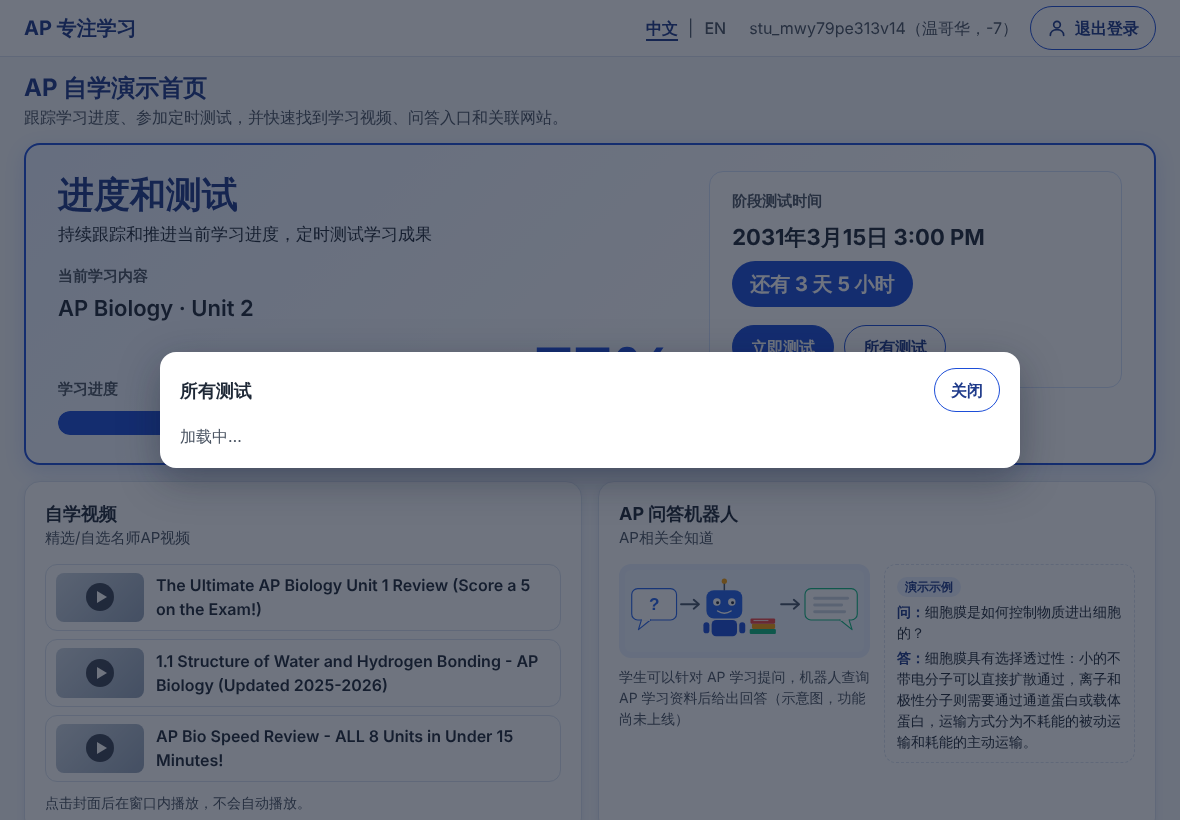 AP 专注学习
中文 | EN stu_mwy79pe313v14（温哥华，-7） 退出登录
AP 自学演示首页
跟踪学习进度、参加定时测试，并快速找到学习视频、问答入口和关联网站。
进度和测试
持续跟踪和推进当前学习进度，定时测试学习成果
当前学习内容
AP Biology · Unit 2
学习进度
阶段测试时间
2031年3月15日 3:00 PM
还有 3 天 5 小时
立即测试 所有测试
所有测试
关闭
加载中...
自学视频
精选/自选名师AP视频
The Ultimate AP Biology Unit 1 Review (Score a 5
on the Exam!)
1.1 Structure of Water and Hydrogen Bonding - AP
Biology (Updated 2025-2026)
AP Bio Speed Review - ALL 8 Units in Under 15
Minutes!
点击封面后在窗口内播放，不会自动播放。
AP 问答机器人
AP相关全知道
?
学生可以针对 AP 学习提问，机器人查询
AP 学习资料后给出回答（示意图，功能
尚未上线）
演示示例
问：细胞膜是如何控制物质进出细胞
的？
答：细胞膜具有选择透过性：小的不
带电分子可以直接扩散通过，离子和
极性分子则需要通过通道蛋白或载体
蛋白，运输方式分为不耗能的被动运
输和耗能的主动运输。